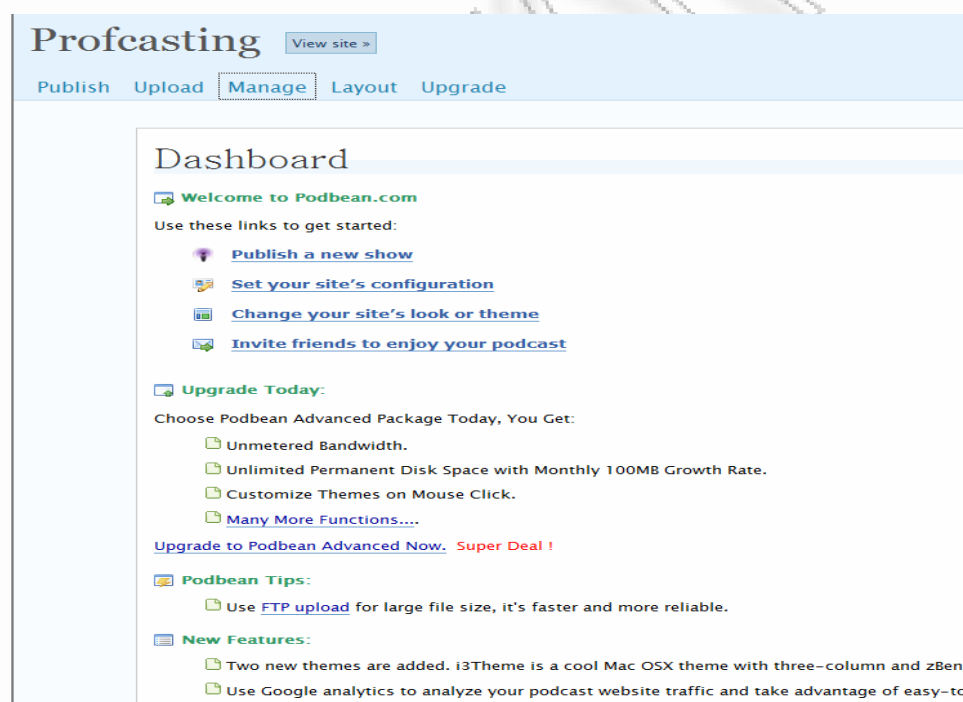 Profcasting View site »
Publish Upload Manage Layout Upgrade
Dashboard
Welcome to Podbean.com
Use these links to get started:
Publish a new show
Set your site's configuration
Change your site's look or theme
Invite friends to enjoy your podcast
Upgrade Today:
Choose Podbean Advanced Package Today, You Get:
Unmetered Bandwidth.
Unlimited Permanent Disk Space with Monthly 100MB Growth Rate.
Customize Themes on Mouse Click.
Many More Functions....
Upgrade to Podbean Advanced Now. Super Deal !
Podbean Tips:
Use FTP upload for large file size, it's faster and more reliable.
New Features:
Two new themes are added. i3Theme is a cool Mac OSX theme with three-column and zBen
Use Google analytics to analyze your podcast website traffic and take advantage of easy-to